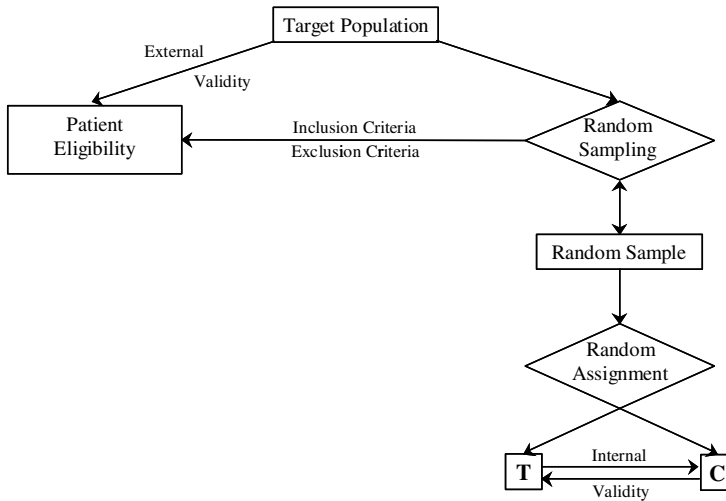 Target Population
External
Validity
Patient
Eligibility
Inclusion Criteria
Exclusion Criteria
Random
Sampling
Random Sample
Random
Assignment
T
Internal
Validity
C